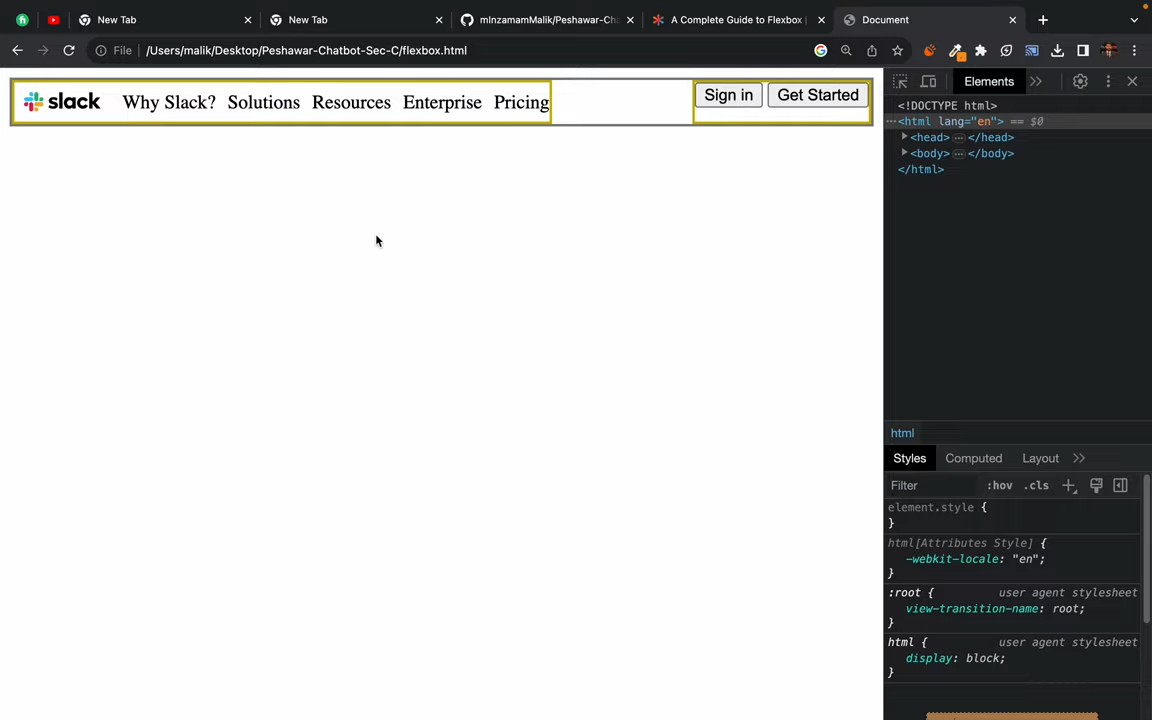 New Tab
New Tab
mInzamamMalik/Peshawar-Cha
A Complete Guide to Flexbox |
Document
File /Users/malik/Desktop/Peshawar-Chatbot-Sec-C/flexbox.html
slack Why Slack? Solutions Resources Enterprise Pricing
Sign in Get Started
Elements
<!DOCTYPE html>
<html lang="en"> == $0
<head> … </head>
<body> … </body>
</html>
html
Styles Computed Layout
Filter :hov .cls
element.style {
}
html[Attributes Style] {
-webkit-locale: "en";
}
:root { user agent stylesheet
view-transition-name: root;
}
html { user agent stylesheet
display: block;
}